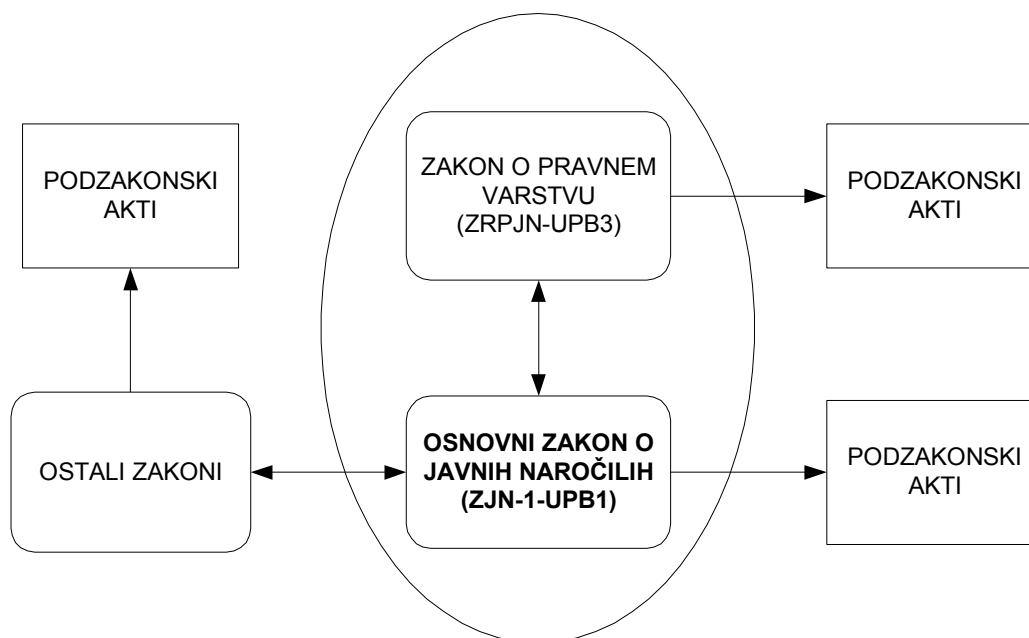 PODZAKONSKI
AKTI
ZAKON O PRAVNEM
VARSTVU
(ZRPJN-UPB3)
PODZAKONSKI
AKTI
OSTALI ZAKONI
OSNOVNI ZAKON O
JAVNIH NAROČILIH
(ZJN-1-UPB1)
PODZAKONSKI
AKTI